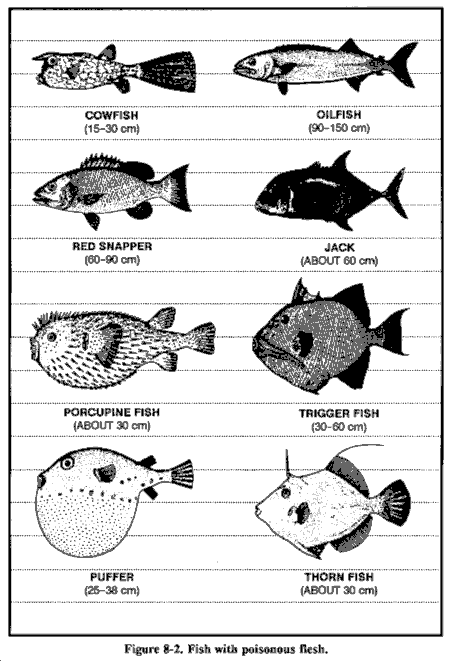 COWFISH
(15–30 cm)
OILFISH
(90–150 cm)
RED SNAPPER
(60–90 cm)
JACK
(ABOUT 60 cm)
PORCUPINE FISH
(ABOUT 30 cm)
TRIGGER FISH
(30–60 cm)
PUFFER
(25–38 cm)
THORN FISH
(ABOUT 30 cm)
Figure 8-2. Fish with poisonous flesh.